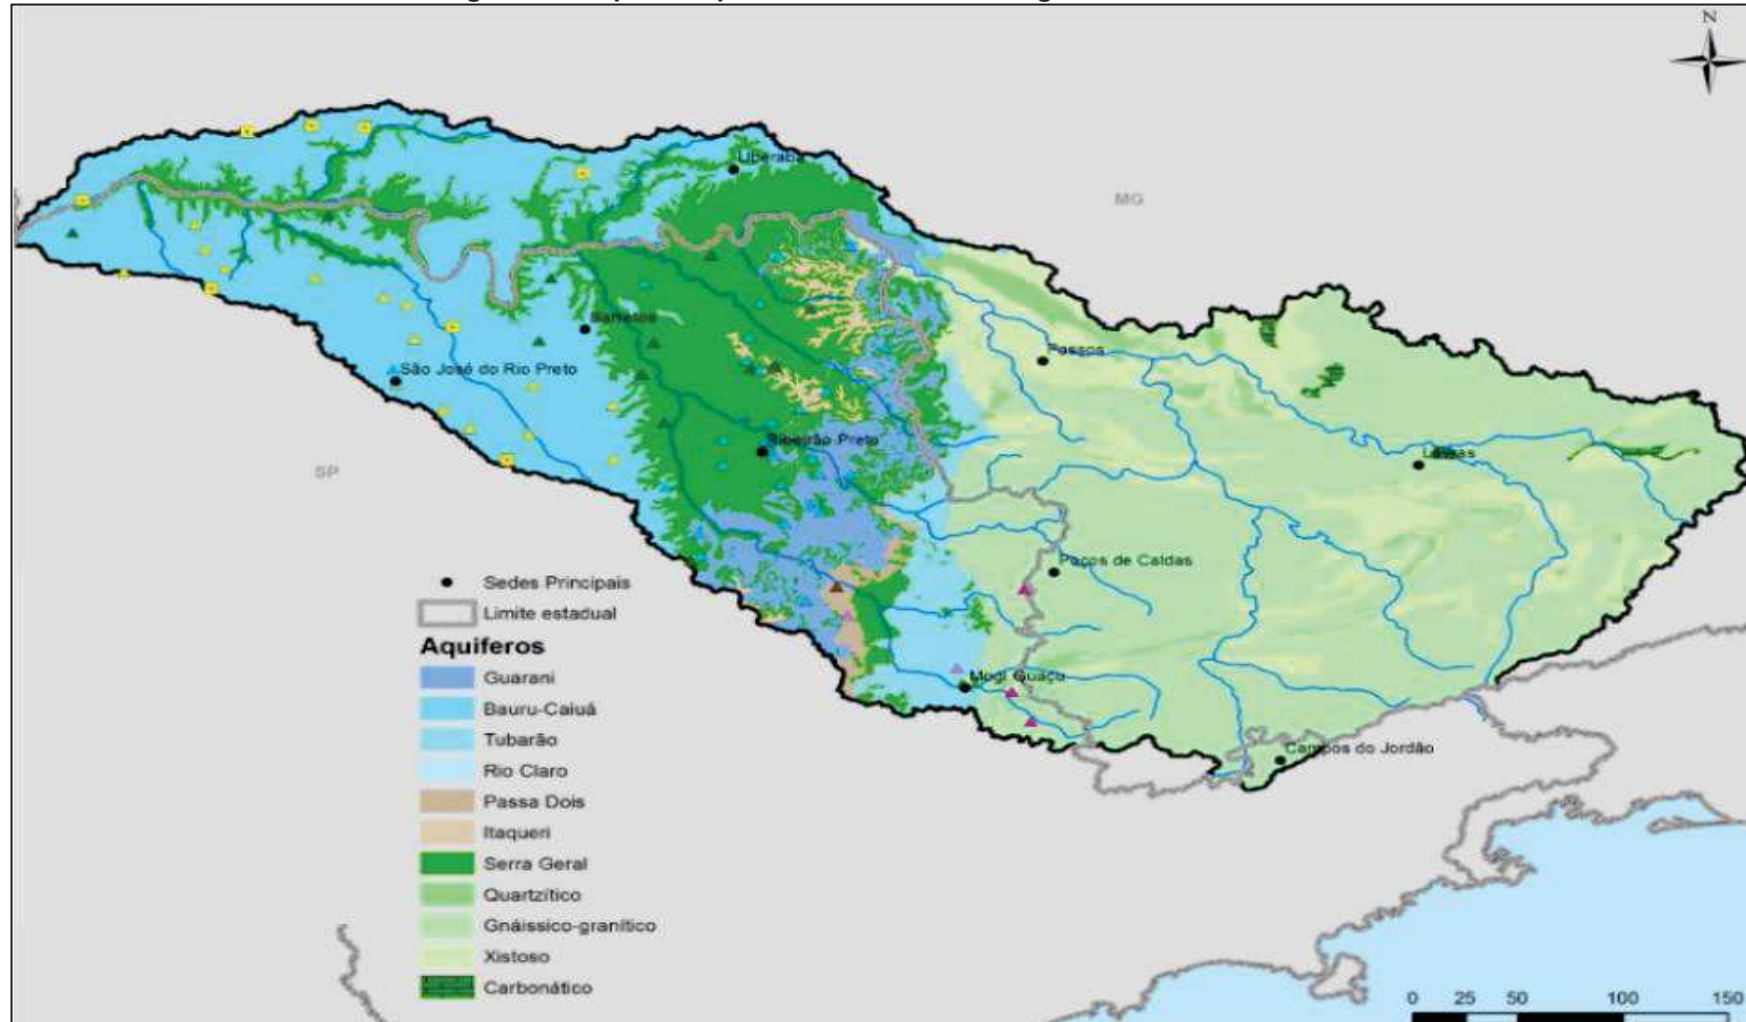 N
Uberaba
MG
Barretos
Passos
São José do Rio Preto
Ribeirão Preto
Lavras
SP
Poços de Caldas
Mogi Guaçu
Campos do Jordão
Sedes Principais
Limite estadual
Aquiferos
Guarani
Bauru-Caiuá
Tubarão
Rio Claro
Passa Dois
Itaqueri
Serra Geral
Quartzítico
Gnáissico-granítico
Xistoso
Carbonático
0 25 50 100 150